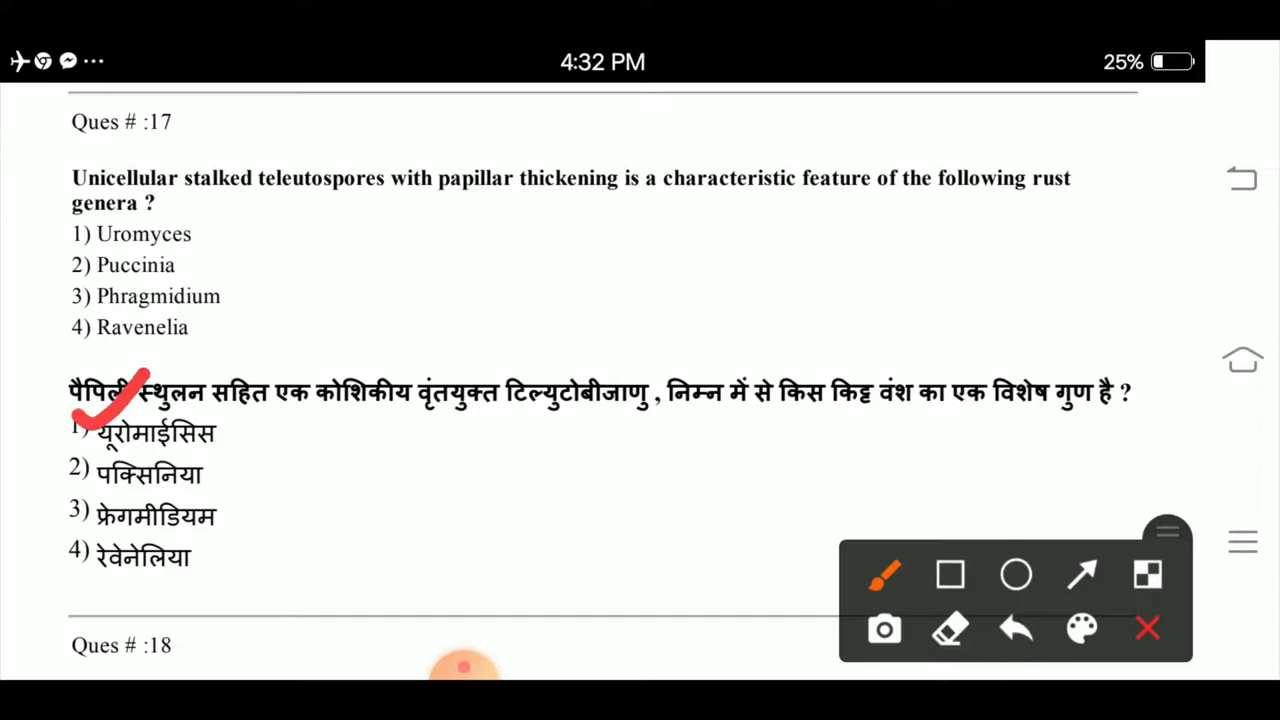 4:32 PM
25%
Ques # :17
Unicellular stalked teleutospores with papillar thickening is a characteristic feature of the following rust
genera ?
1) Uromyces
2) Puccinia
3) Phragmidium
4) Ravenelia
पैपिली स्थुलन सहित एक कोशिकीय वृंतयुक्त टिल्युटोबीजाणु , निम्न में से किस किट्ट वंश का एक विशेष गुण है ?
1) यूरोमाईसिस
2) पक्सिनिया
3) फ्रेगमीडियम
4) रेवेनेलिया
Ques # :18